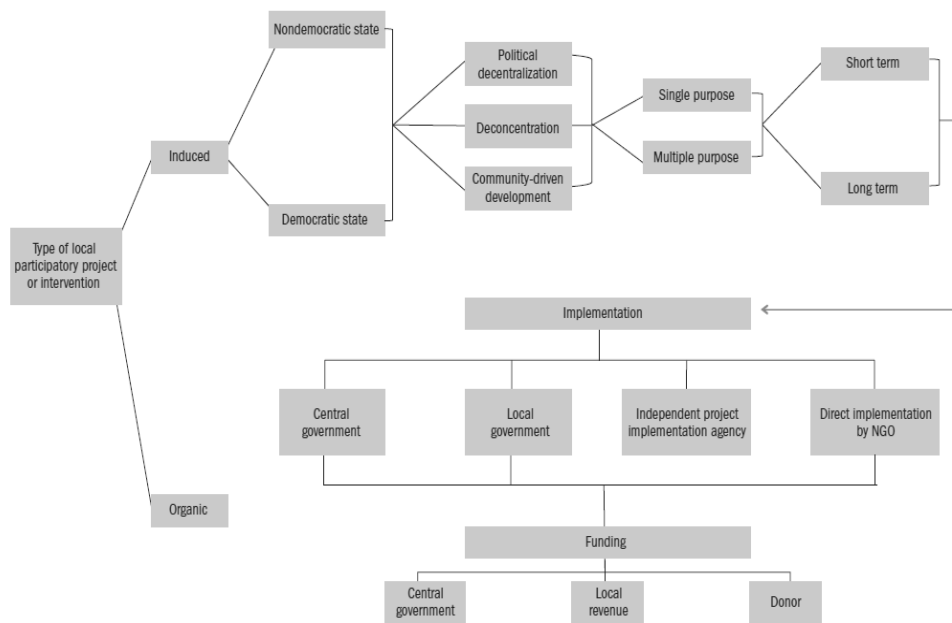 Nondemocratic state
Political
decentralization
Short term
Single purpose
Deconcentration
Induced
Multiple purpose
Community-driven
development
Long term
Democratic state
Type of local
participatory project
or intervention
Implementation
Central
government
Local
government
Independent project
implementation agency
Direct implementation
by NGO
Organic
Funding
Central
government
Local
revenue
Donor